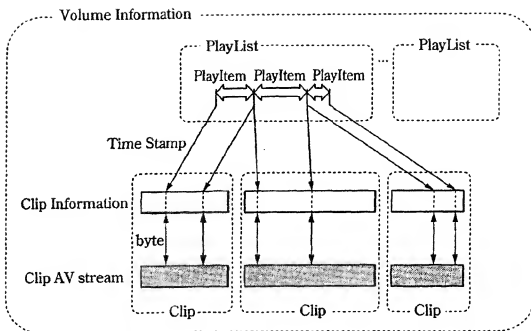 Volume Information
PlayList
...
PlayList
PlayItem PlayItem PlayItem
Time Stamp
Clip Information
byte
Clip AV stream
Clip
Clip
Clip